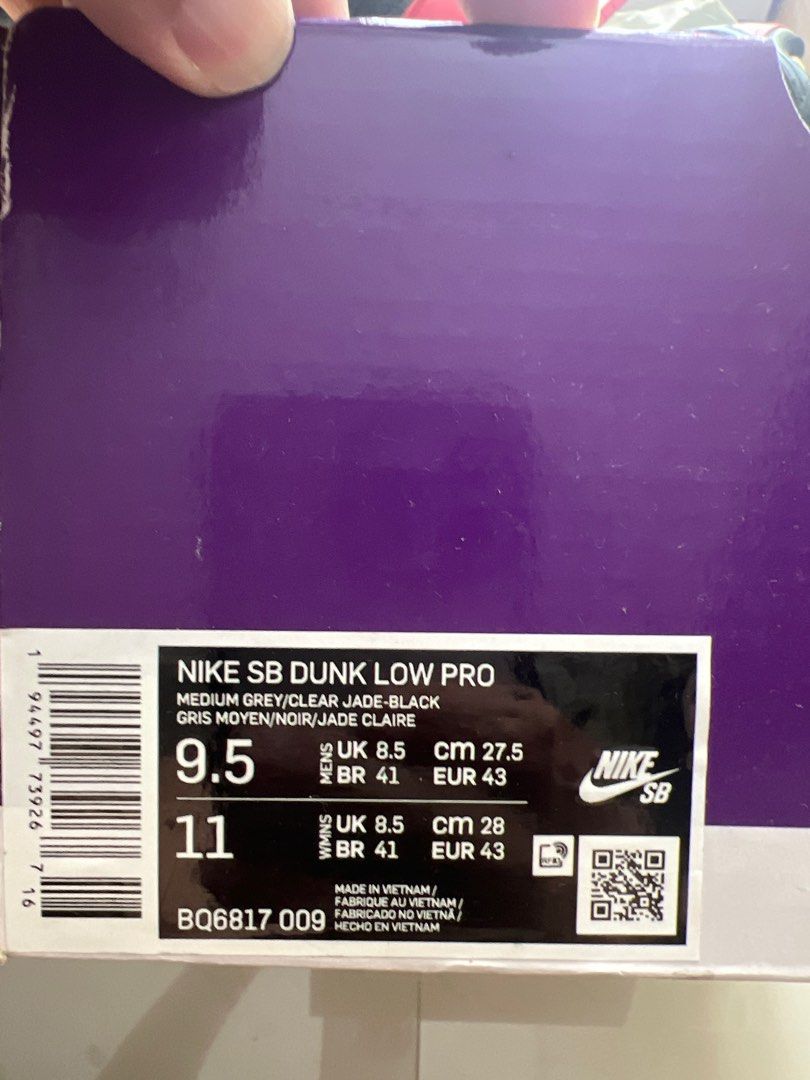 NIKE SB DUNK LOW PRO
MEDIUM GREY/CLEAR JADE-BLACK
GRIS MOYEN/NOIR/JADE CLAIRE
9.5 MENS UK 8.5 cm 27.5
BR 41 EUR 43
11 WMNS UK 8.5 cm 28
BR 41 EUR 43
NIKE
SB
RFID
BQ6817 009
MADE IN VIETNAM /
FABRIQUE AU VIETNAM /
FABRICADO NO VIETNÃ /
HECHO EN VIETNAM
1 94497 73926 7 16